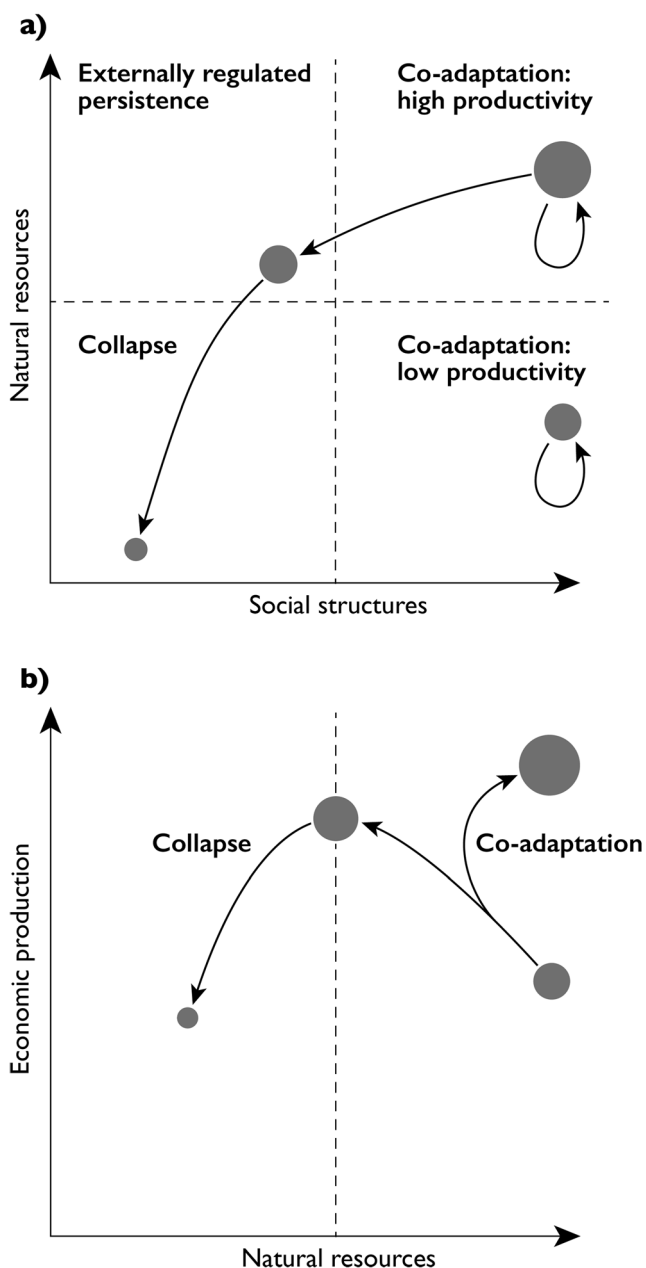 a)
Externally regulated
persistence
Co-adaptation:
high productivity
Natural resources
Collapse
Co-adaptation:
low productivity
Social structures
b)
Collapse
Co-adaptation
Economic production
Natural resources